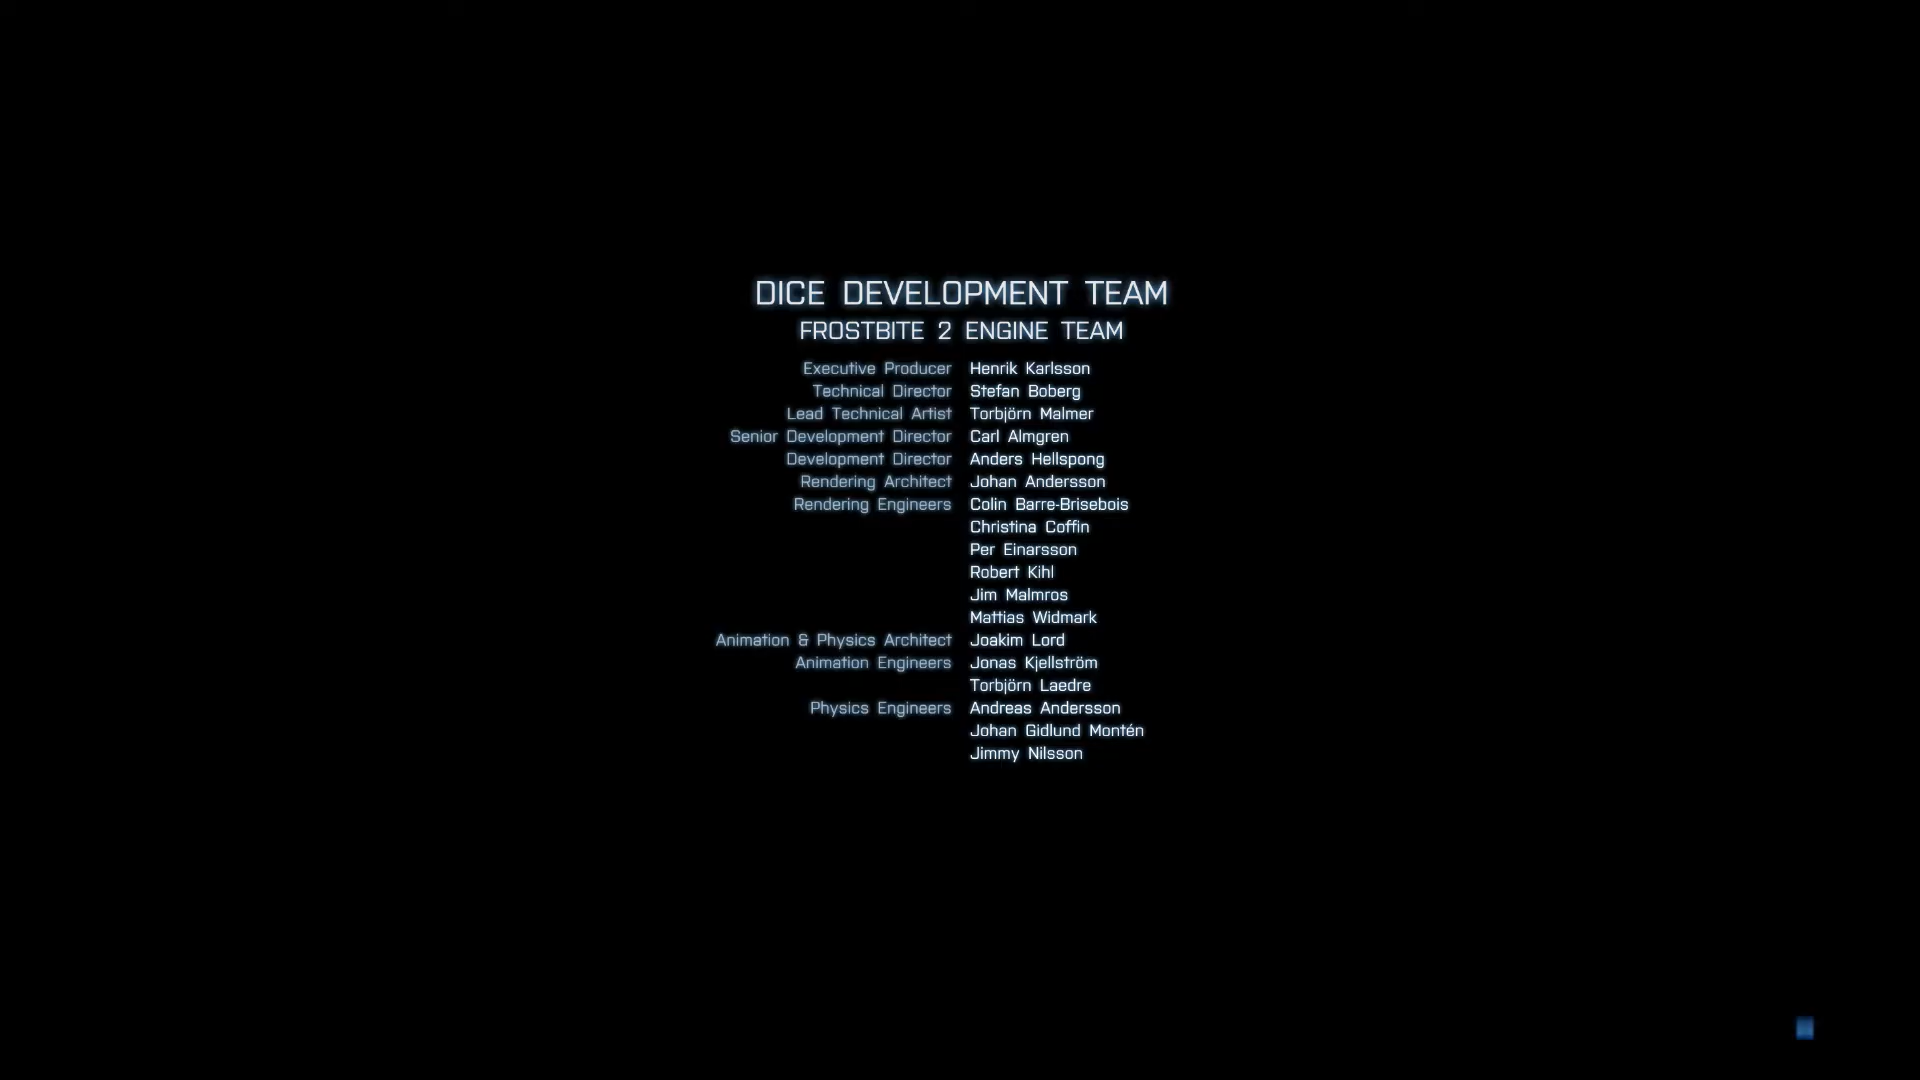 DICE DEVELOPMENT TEAM
FROSTBITE 2 ENGINE TEAM
Executive Producer Henrik Karlsson
Technical Director Stefan Boberg
Lead Technical Artist Torbjörn Malmer
Senior Development Director Carl Almgren
Development Director Anders Hellspong
Rendering Architect Johan Andersson
Rendering Engineers Colin Barre-Brisebois
Christina Coffin
Per Einarsson
Robert Kihl
Jim Malmros
Mattias Widmark
Animation & Physics Architect Joakim Lord
Animation Engineers Jonas Kjellström
Torbjörn Laedre
Physics Engineers Andreas Andersson
Johan Gidlund Montén
Jimmy Nilsson